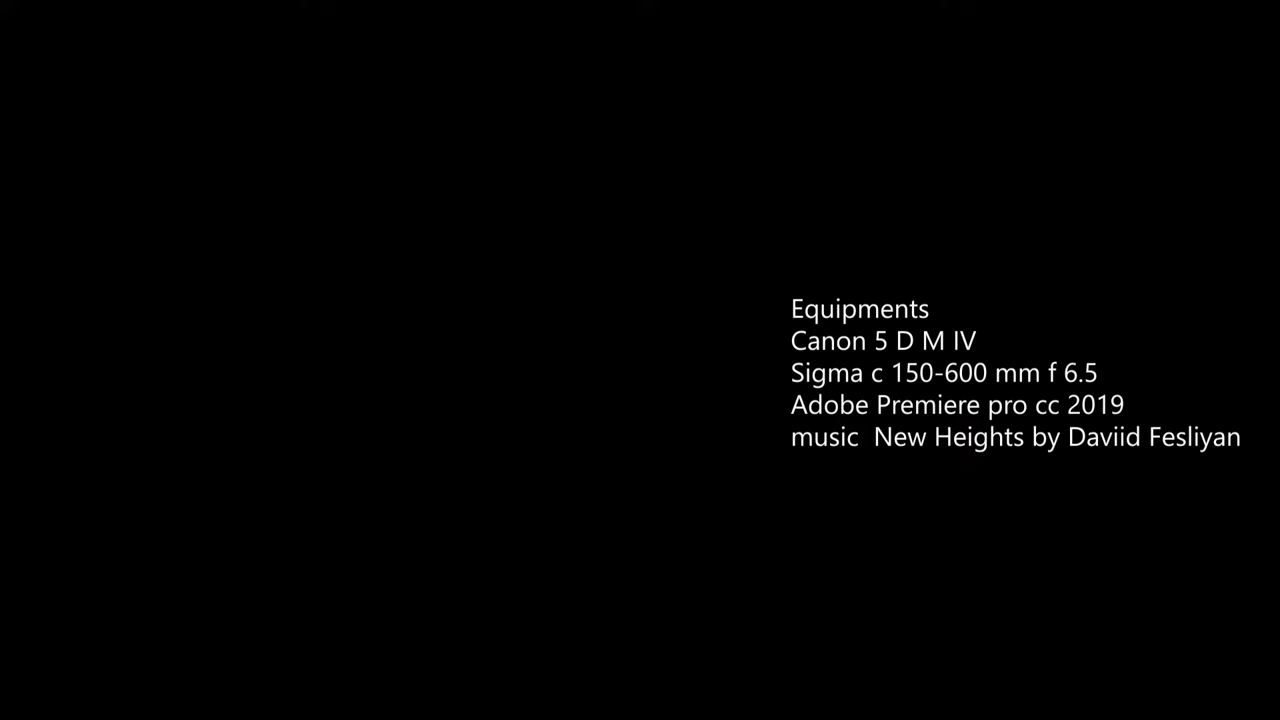 Equipments
Canon 5 D M IV
Sigma c 150-600 mm f 6.5
Adobe Premiere pro cc 2019
music  New Heights by Daviid Fesliyan